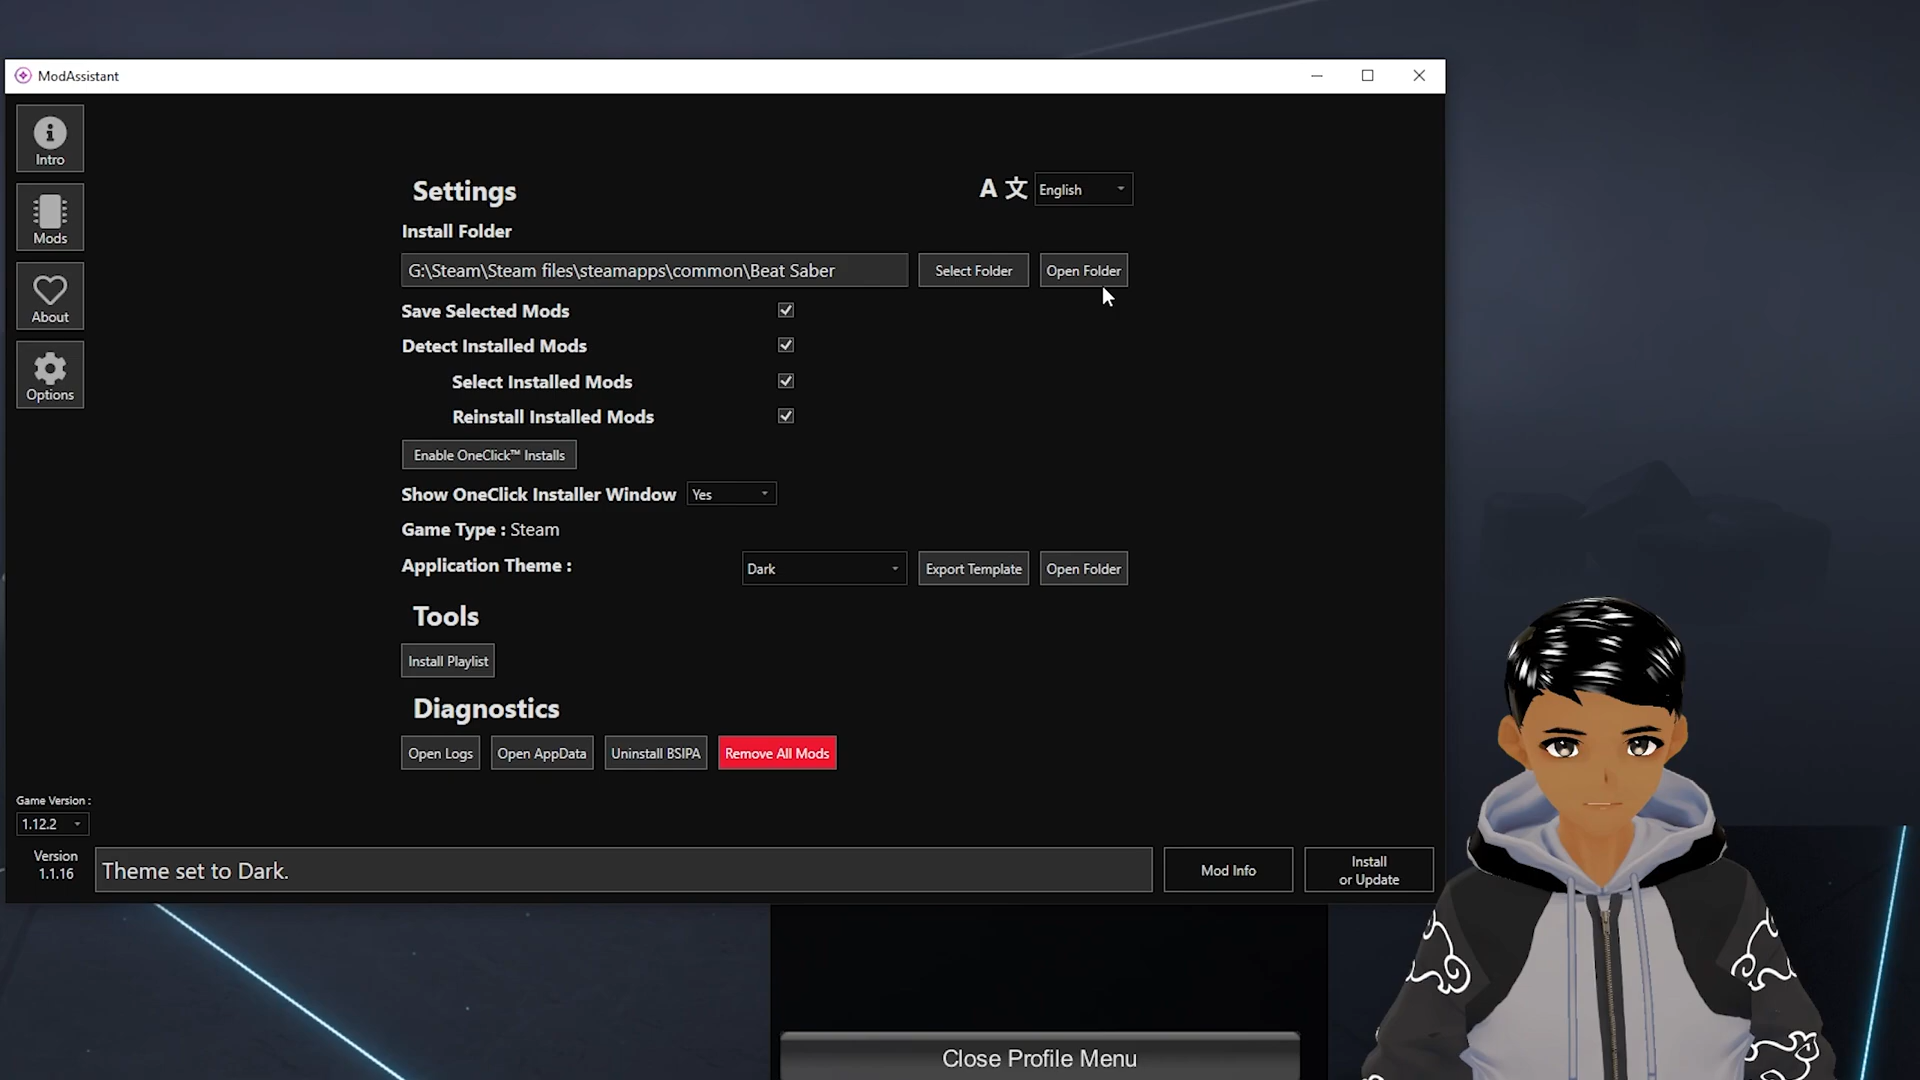 ModAssistant
Intro
Mods
About
Options
Settings
A 文 English
Install Folder
G:\Steam\Steam files\steamapps\common\Beat Saber Select Folder Open Folder
Save Selected Mods
Detect Installed Mods
Select Installed Mods
Reinstall Installed Mods
Enable OneClick™ Installs
Show OneClick Installer Window Yes
Game Type : Steam
Application Theme : Dark Export Template Open Folder
Tools
Install Playlist
Diagnostics
Open Logs Open AppData Uninstall BSIPA Remove All Mods
Game Version :
1.12.2
Version
1.1.16
Theme set to Dark.
Mod Info
Install
or Update
Close Profile Menu